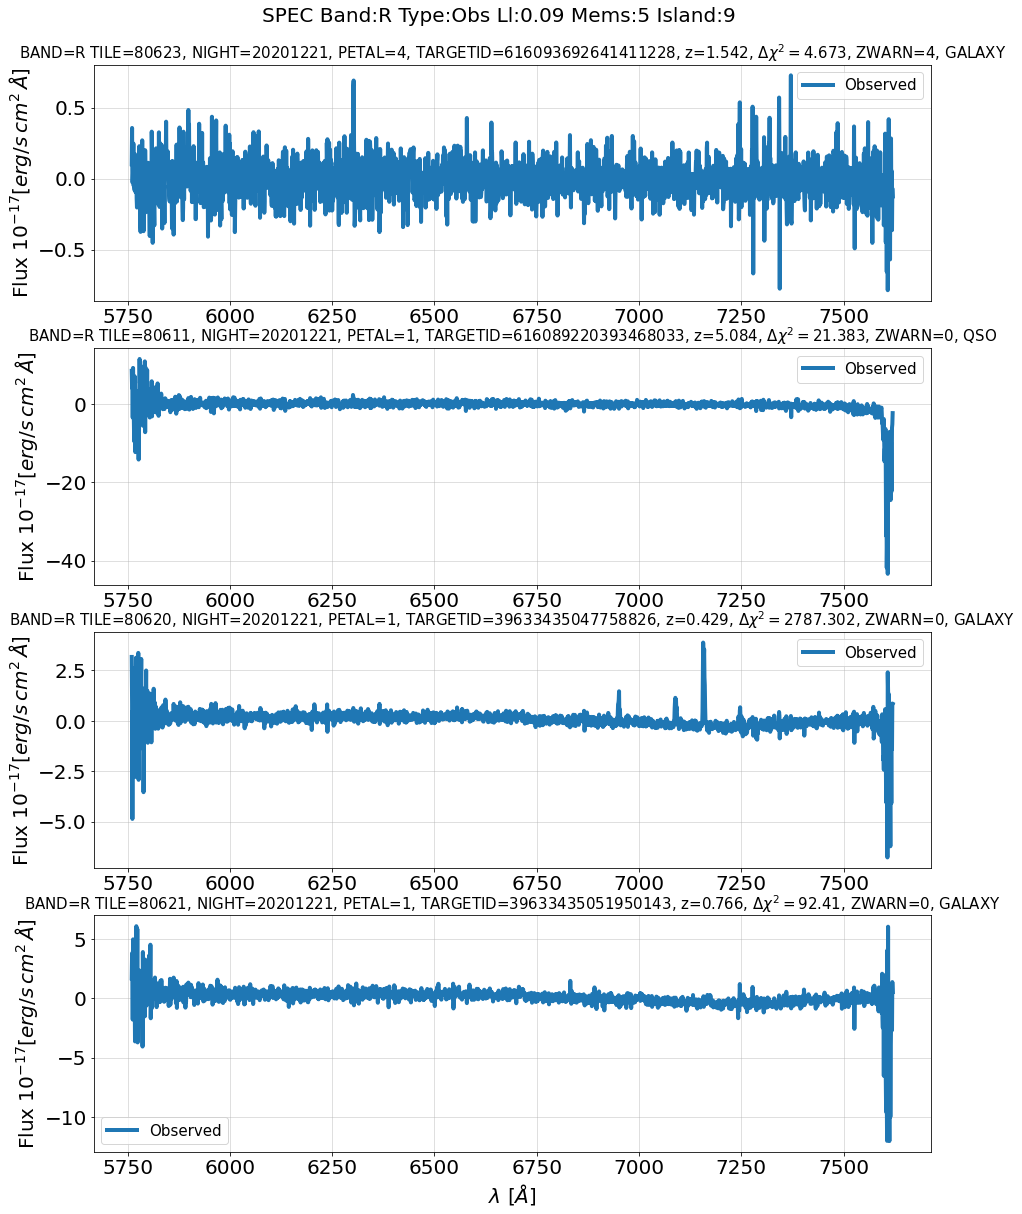 SPEC Band:R Type:Obs Ll:0.09 Mems:5 Island:9
BAND=R TILE=80623, NIGHT=20201221, PETAL=4, TARGETID=616093692641411228, z=1.542, Δχ² = 4.673, ZWARN=4, GALAXY
Flux 10⁻¹⁷[erg/s cm² Å]
0.5
0.0
−0.5
Observed
5750 6000 6250 6500 6750 7000 7250 7500
BAND=R TILE=80611, NIGHT=20201221, PETAL=1, TARGETID=616089220393468033, z=5.084, Δχ² = 21.383, ZWARN=0, QSO
Flux 10⁻¹⁷[erg/s cm² Å]
0
−20
−40
Observed
5750 6000 6250 6500 6750 7000 7250 7500
BAND=R TILE=80620, NIGHT=20201221, PETAL=1, TARGETID=39633435047758826, z=0.429, Δχ² = 2787.302, ZWARN=0, GALAXY
Flux 10⁻¹⁷[erg/s cm² Å]
2.5
0.0
−2.5
−5.0
Observed
5750 6000 6250 6500 6750 7000 7250 7500
BAND=R TILE=80621, NIGHT=20201221, PETAL=1, TARGETID=39633435051950143, z=0.766, Δχ² = 92.41, ZWARN=0, GALAXY
Flux 10⁻¹⁷[erg/s cm² Å]
5
0
−5
−10
Observed
5750 6000 6250 6500 6750 7000 7250 7500
λ [Å]